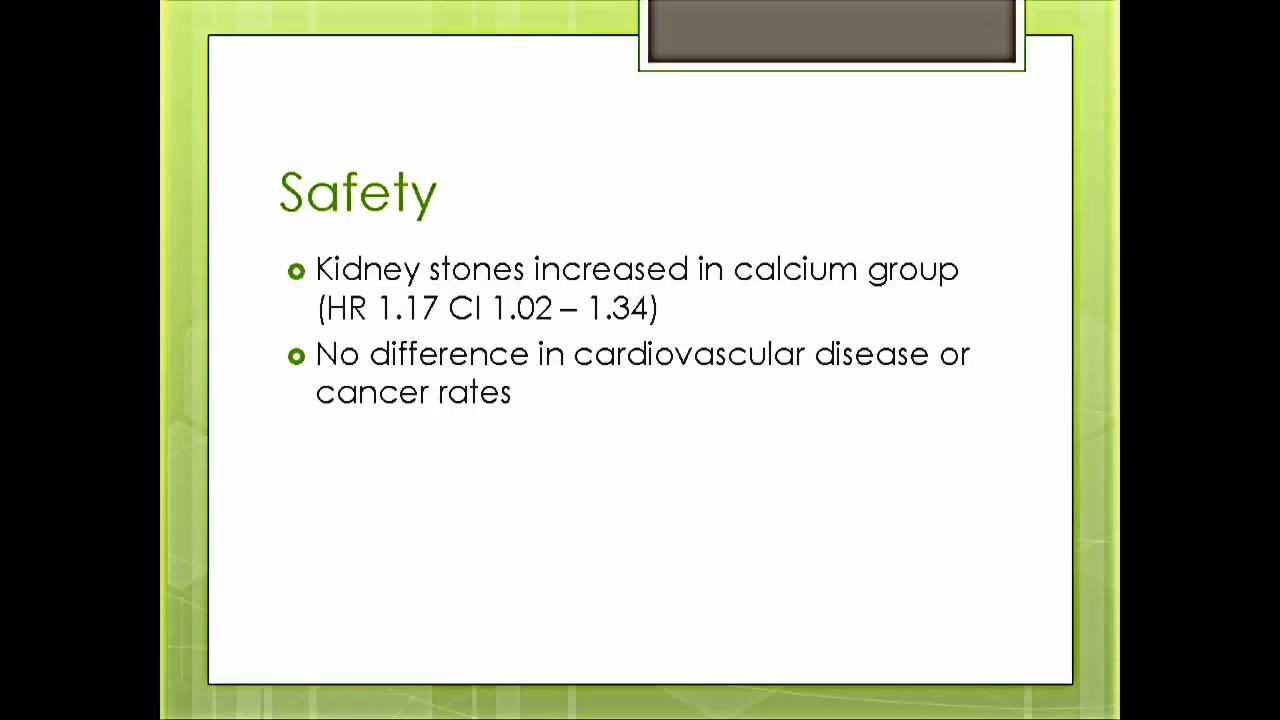 Safety
Kidney stones increased in calcium group
(HR 1.17 CI 1.02 – 1.34)
No difference in cardiovascular disease or
cancer rates